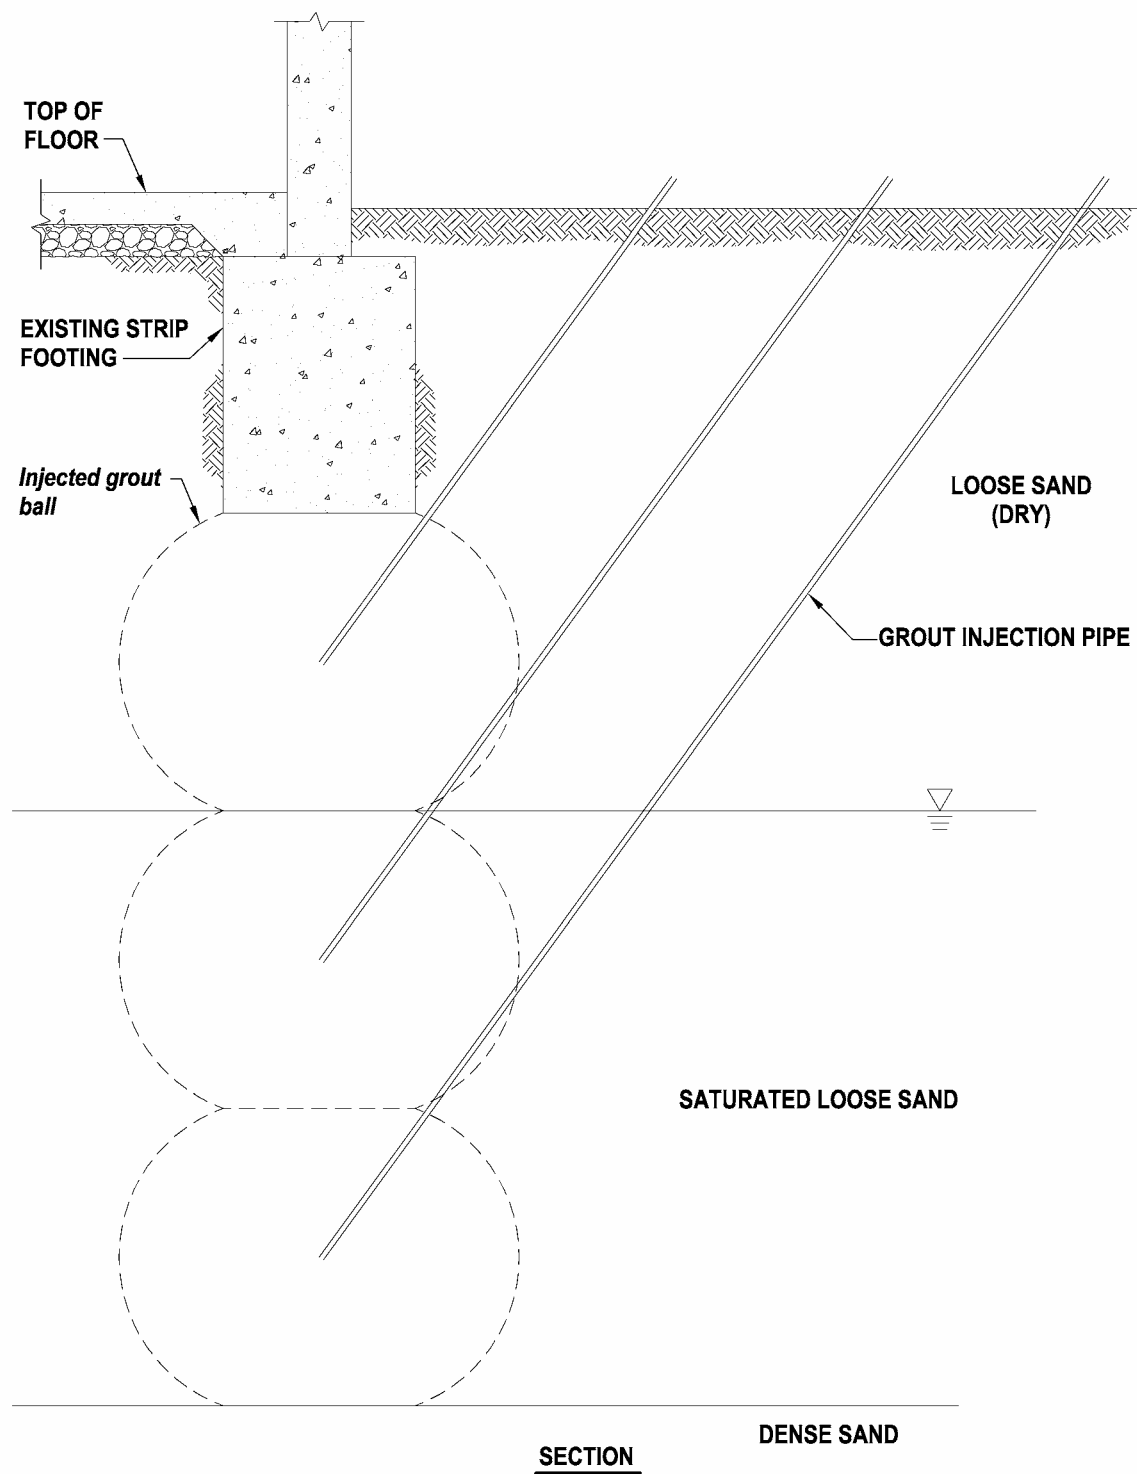 TOP OF
FLOOR
EXISTING STRIP
FOOTING
Injected grout
ball
LOOSE SAND
(DRY)
GROUT INJECTION PIPE
SATURATED LOOSE SAND
DENSE SAND
SECTION